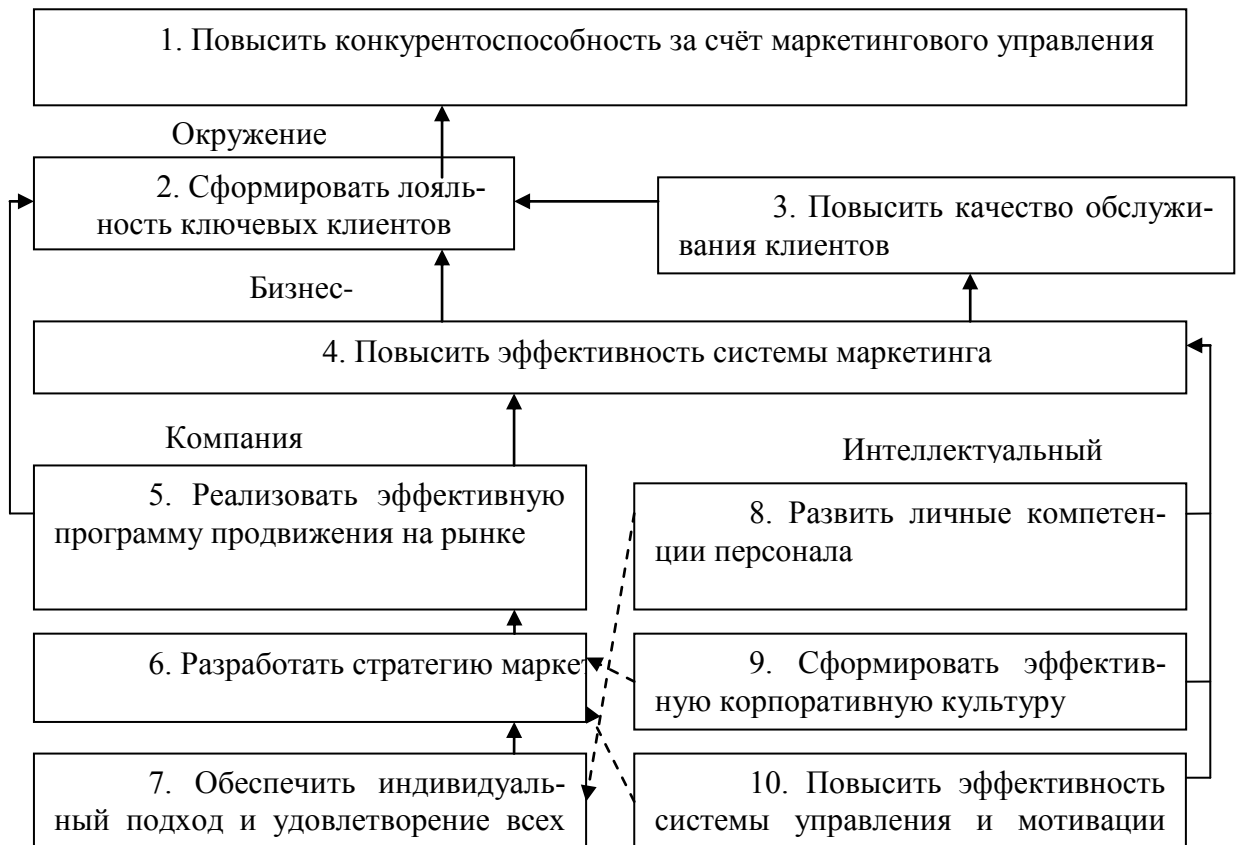 1. Повысить конкурентоспособность за счёт маркетингового управления
Окружение
2. Сформировать лояль-
ность ключевых клиентов
3. Повысить качество обслужи-
вания клиентов
Бизнес-
4. Повысить эффективность системы маркетинга
Компания
Интеллектуальный
5. Реализовать эффективную
программу продвижения на рынке
8. Развить личные компетен-
ции персонала
6. Разработать стратегию маркет
9. Сформировать эффектив-
ную корпоративную культуру
7. Обеспечить индивидуаль-
ный подход и удовлетворение всех
10. Повысить эффективность
системы управления и мотивации